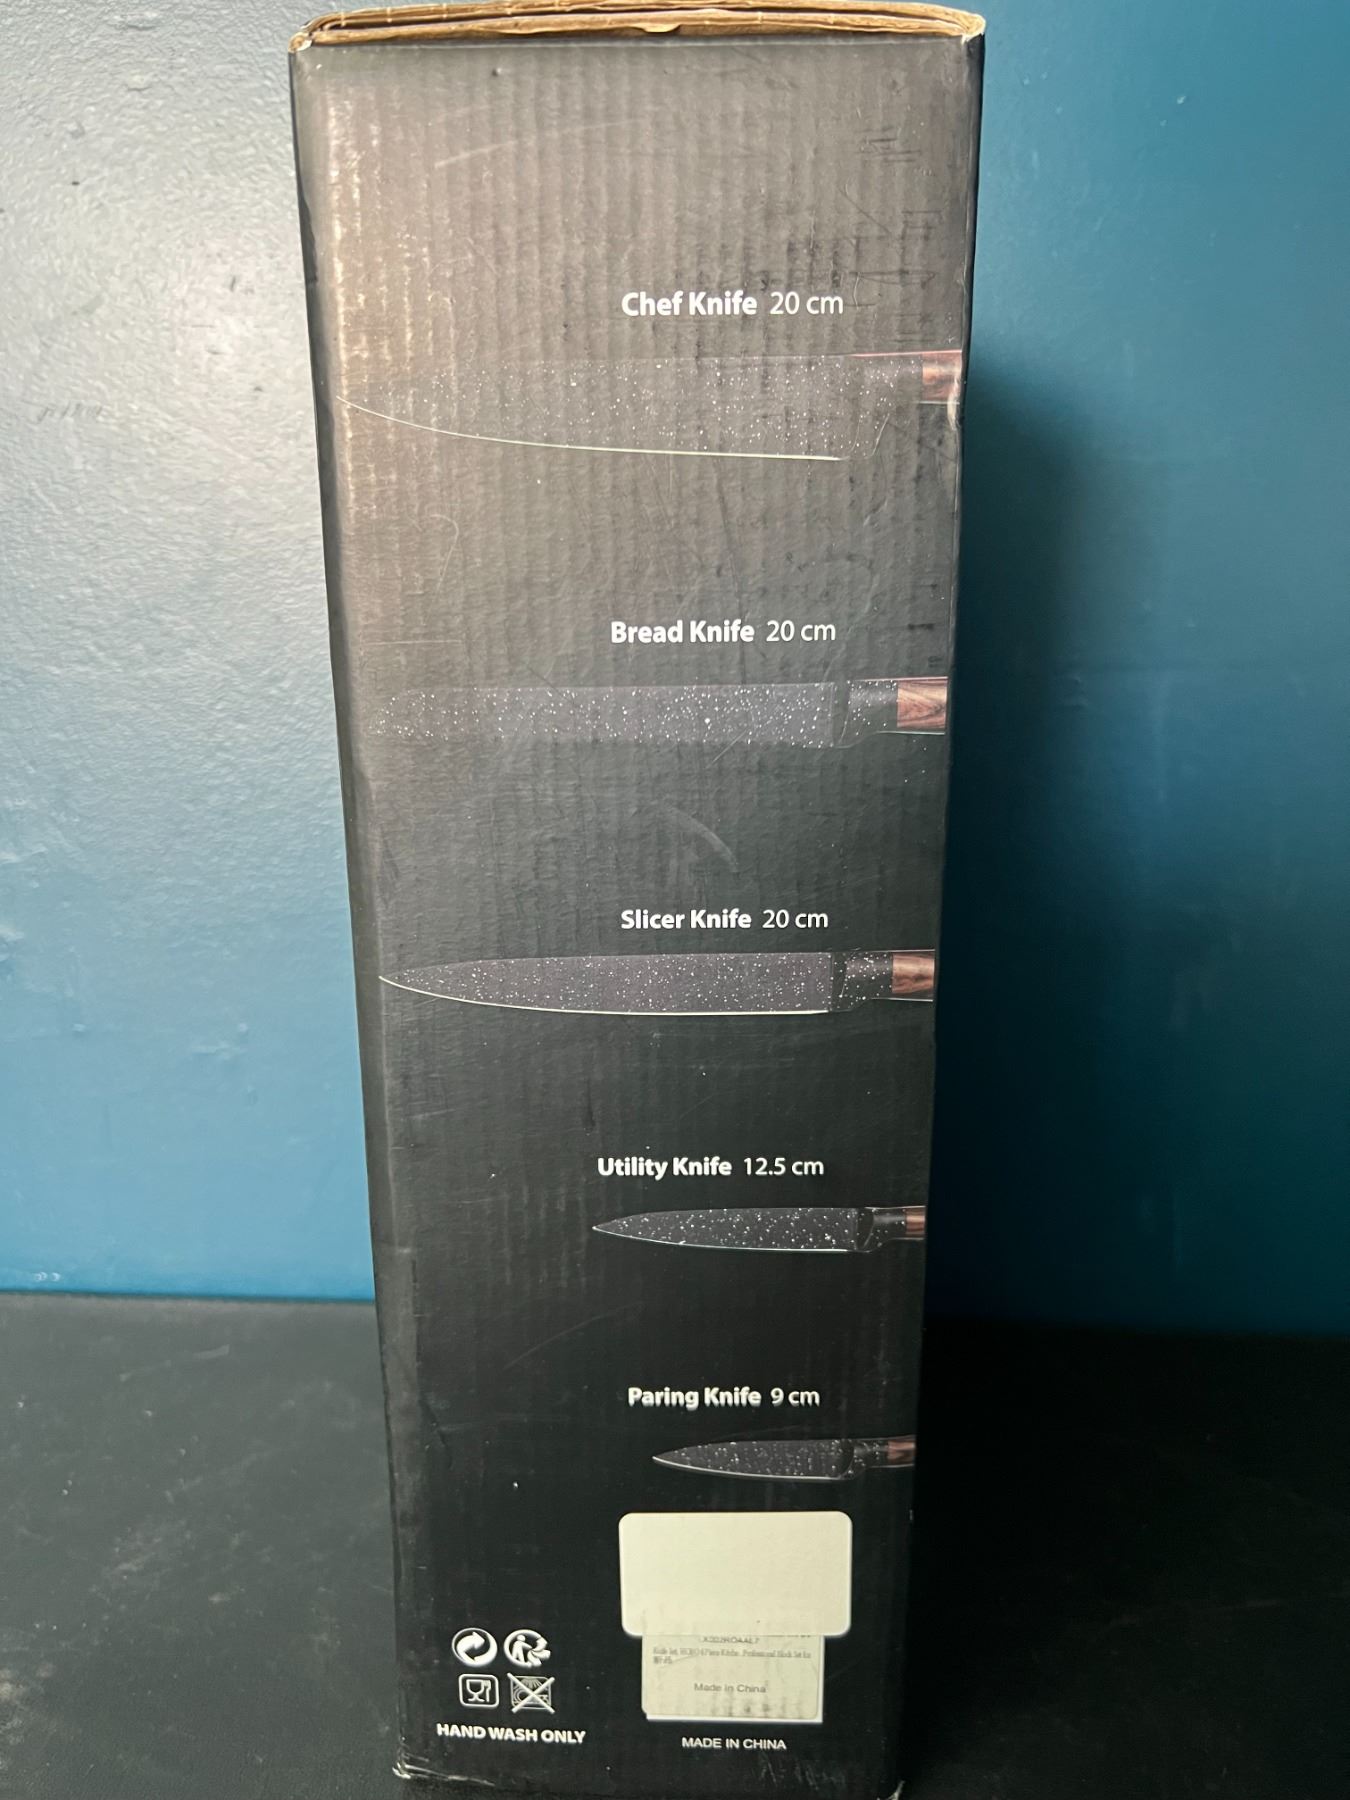 Chef Knife 20 cm
Bread Knife 20 cm
Slicer Knife 20 cm
Utility Knife 12.5 cm
Paring Knife 9 cm
Made in China
HAND WASH ONLY
MADE IN CHINA